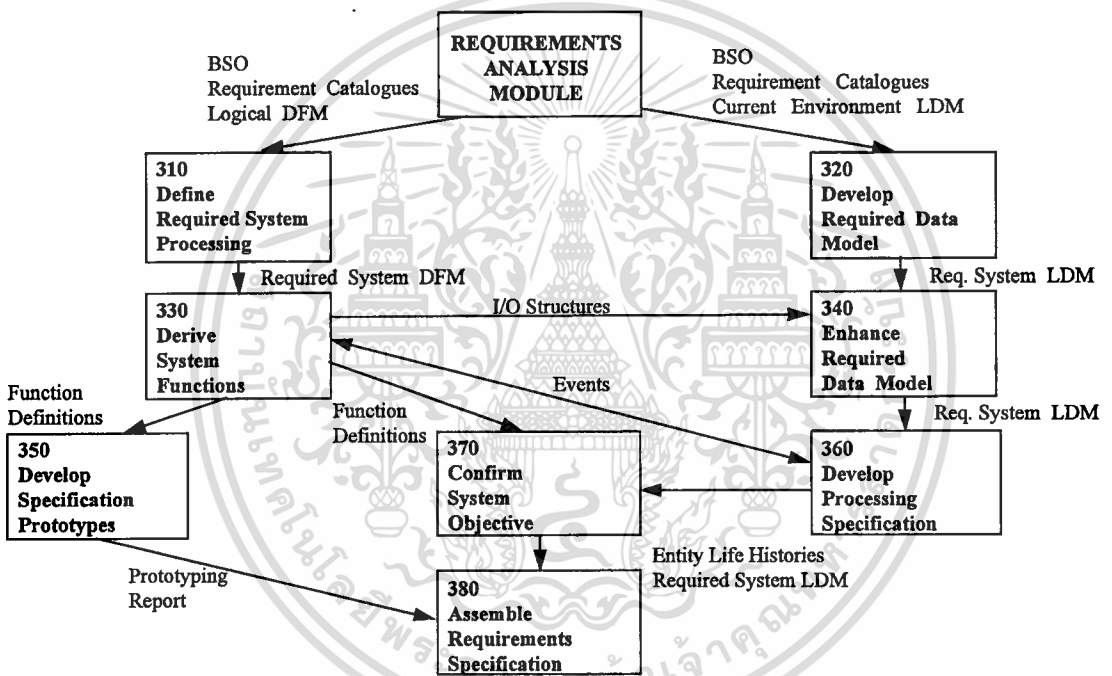 REQUIREMENTS
ANALYSIS
MODULE
BSO
Requirement Catalogues
Logical DFM
BSO
Requirement Catalogues
Current Environment LDM
310
Define
Required System
Processing
320
Develop
Required Data
Model
Required System DFM
Req. System LDM
330
Derive
System
Functions
I/O Structures
340
Enhance
Required
Data Model
Events
Function
Definitions
Function
Definitions
Req. System LDM
350
Develop
Specification
Prototypes
370
Confirm
System
Objective
360
Develop
Processing
Specification
Prototyping
Report
Entity Life Histories
Required System LDM
380
Assemble
Requirements
Specification